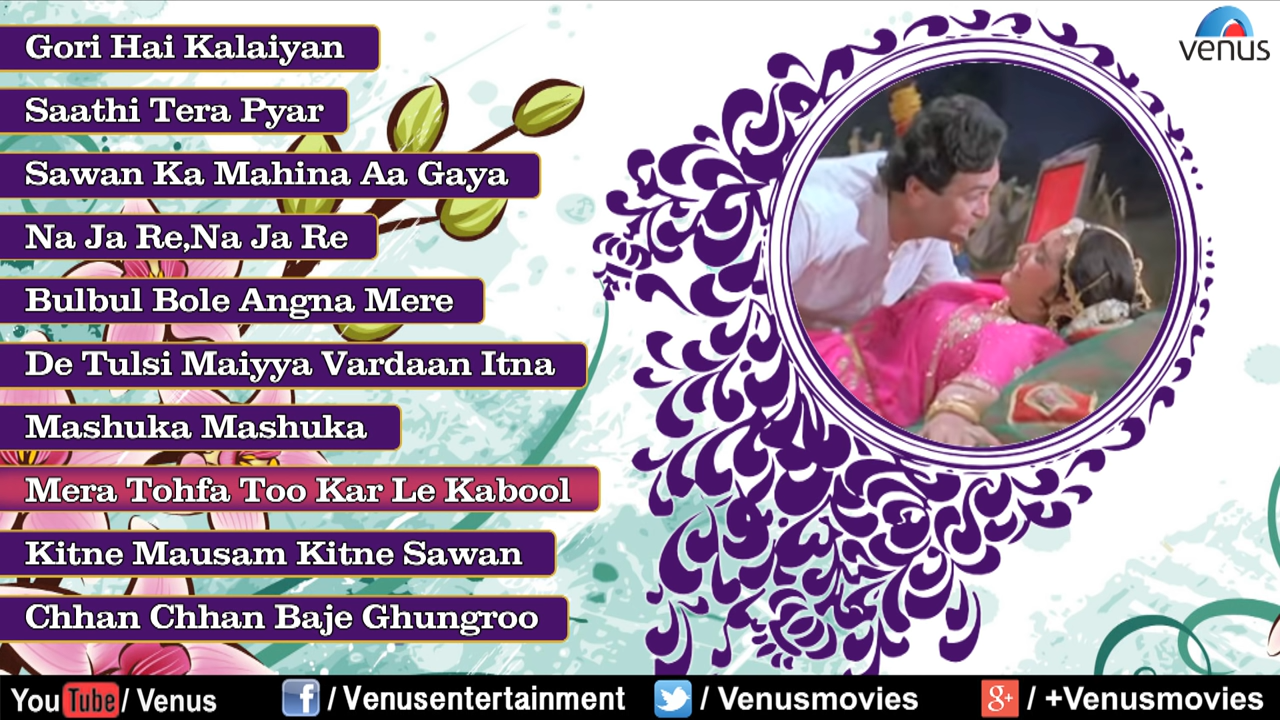 Gori Hai Kalaiyan
Saathi Tera Pyar
Sawan Ka Mahina Aa Gaya
Na Ja Re,Na Ja Re
Bulbul Bole Angna Mere
De Tulsi Maiyya Vardaan Itna
Mashuka Mashuka
Mera Tohfa Too Kar Le Kabool
Kitne Mausam Kitne Sawan
Chhan Chhan Baje Ghungroo
venus
YouTube / Venus f / Venusentertainment / Venusmovies g+ / +Venusmovies